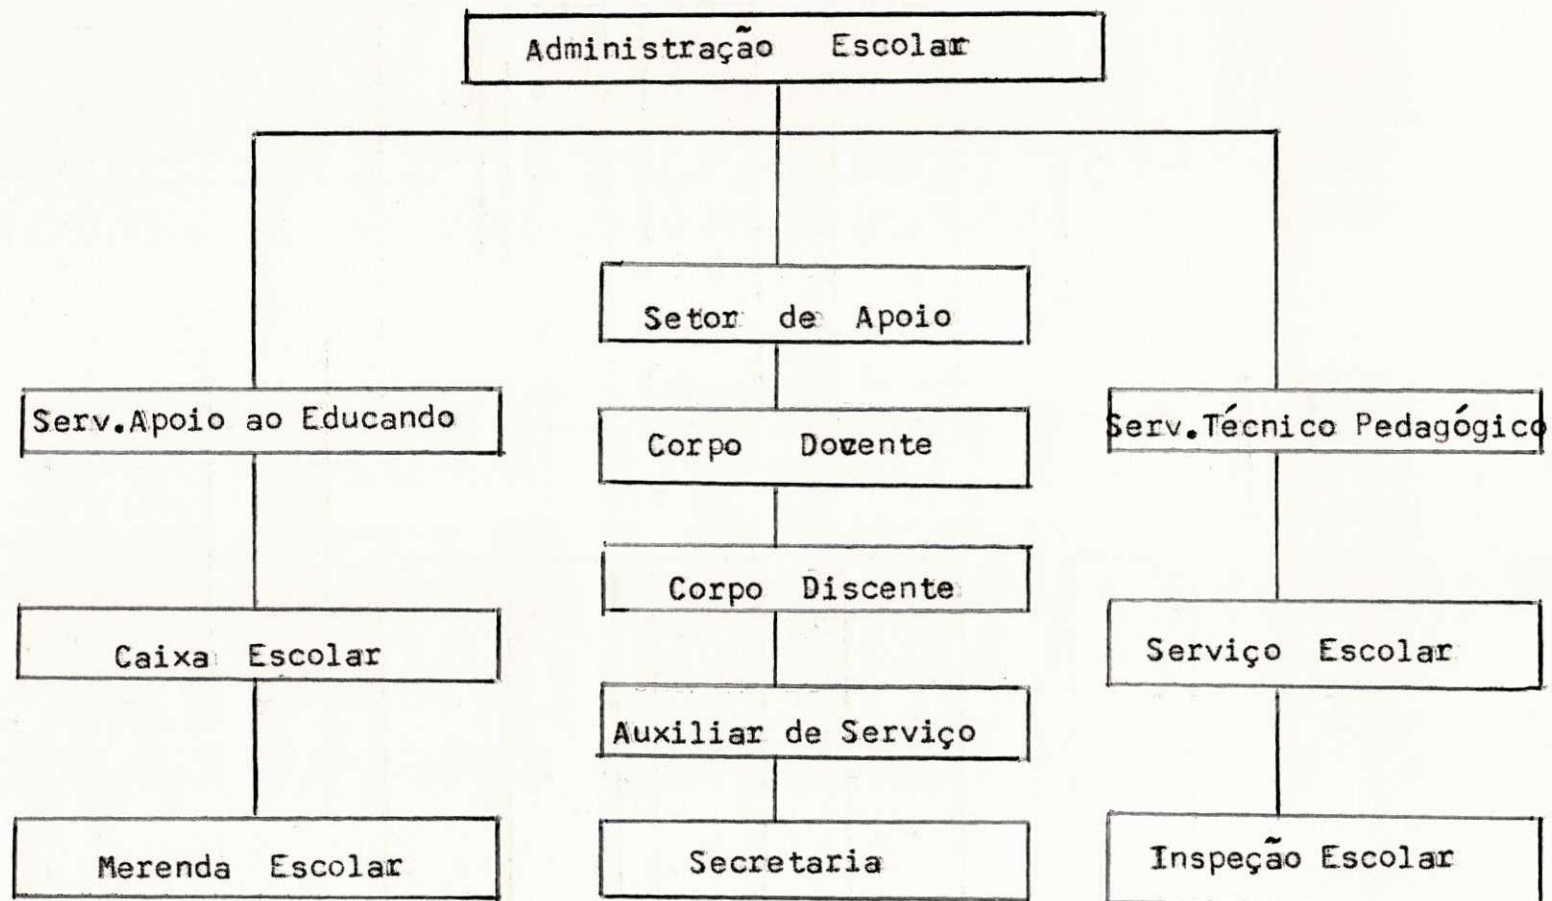 Administração Escolar
Setor de Apoio
Serv.Apoio ao Educando
Corpo Docente
Serv.Técnico Pedagógico
Corpo Discente
Caixa Escolar
Serviço Escolar
Auxiliar de Serviço
Merenda Escolar
Secretaria
Inspeção Escolar